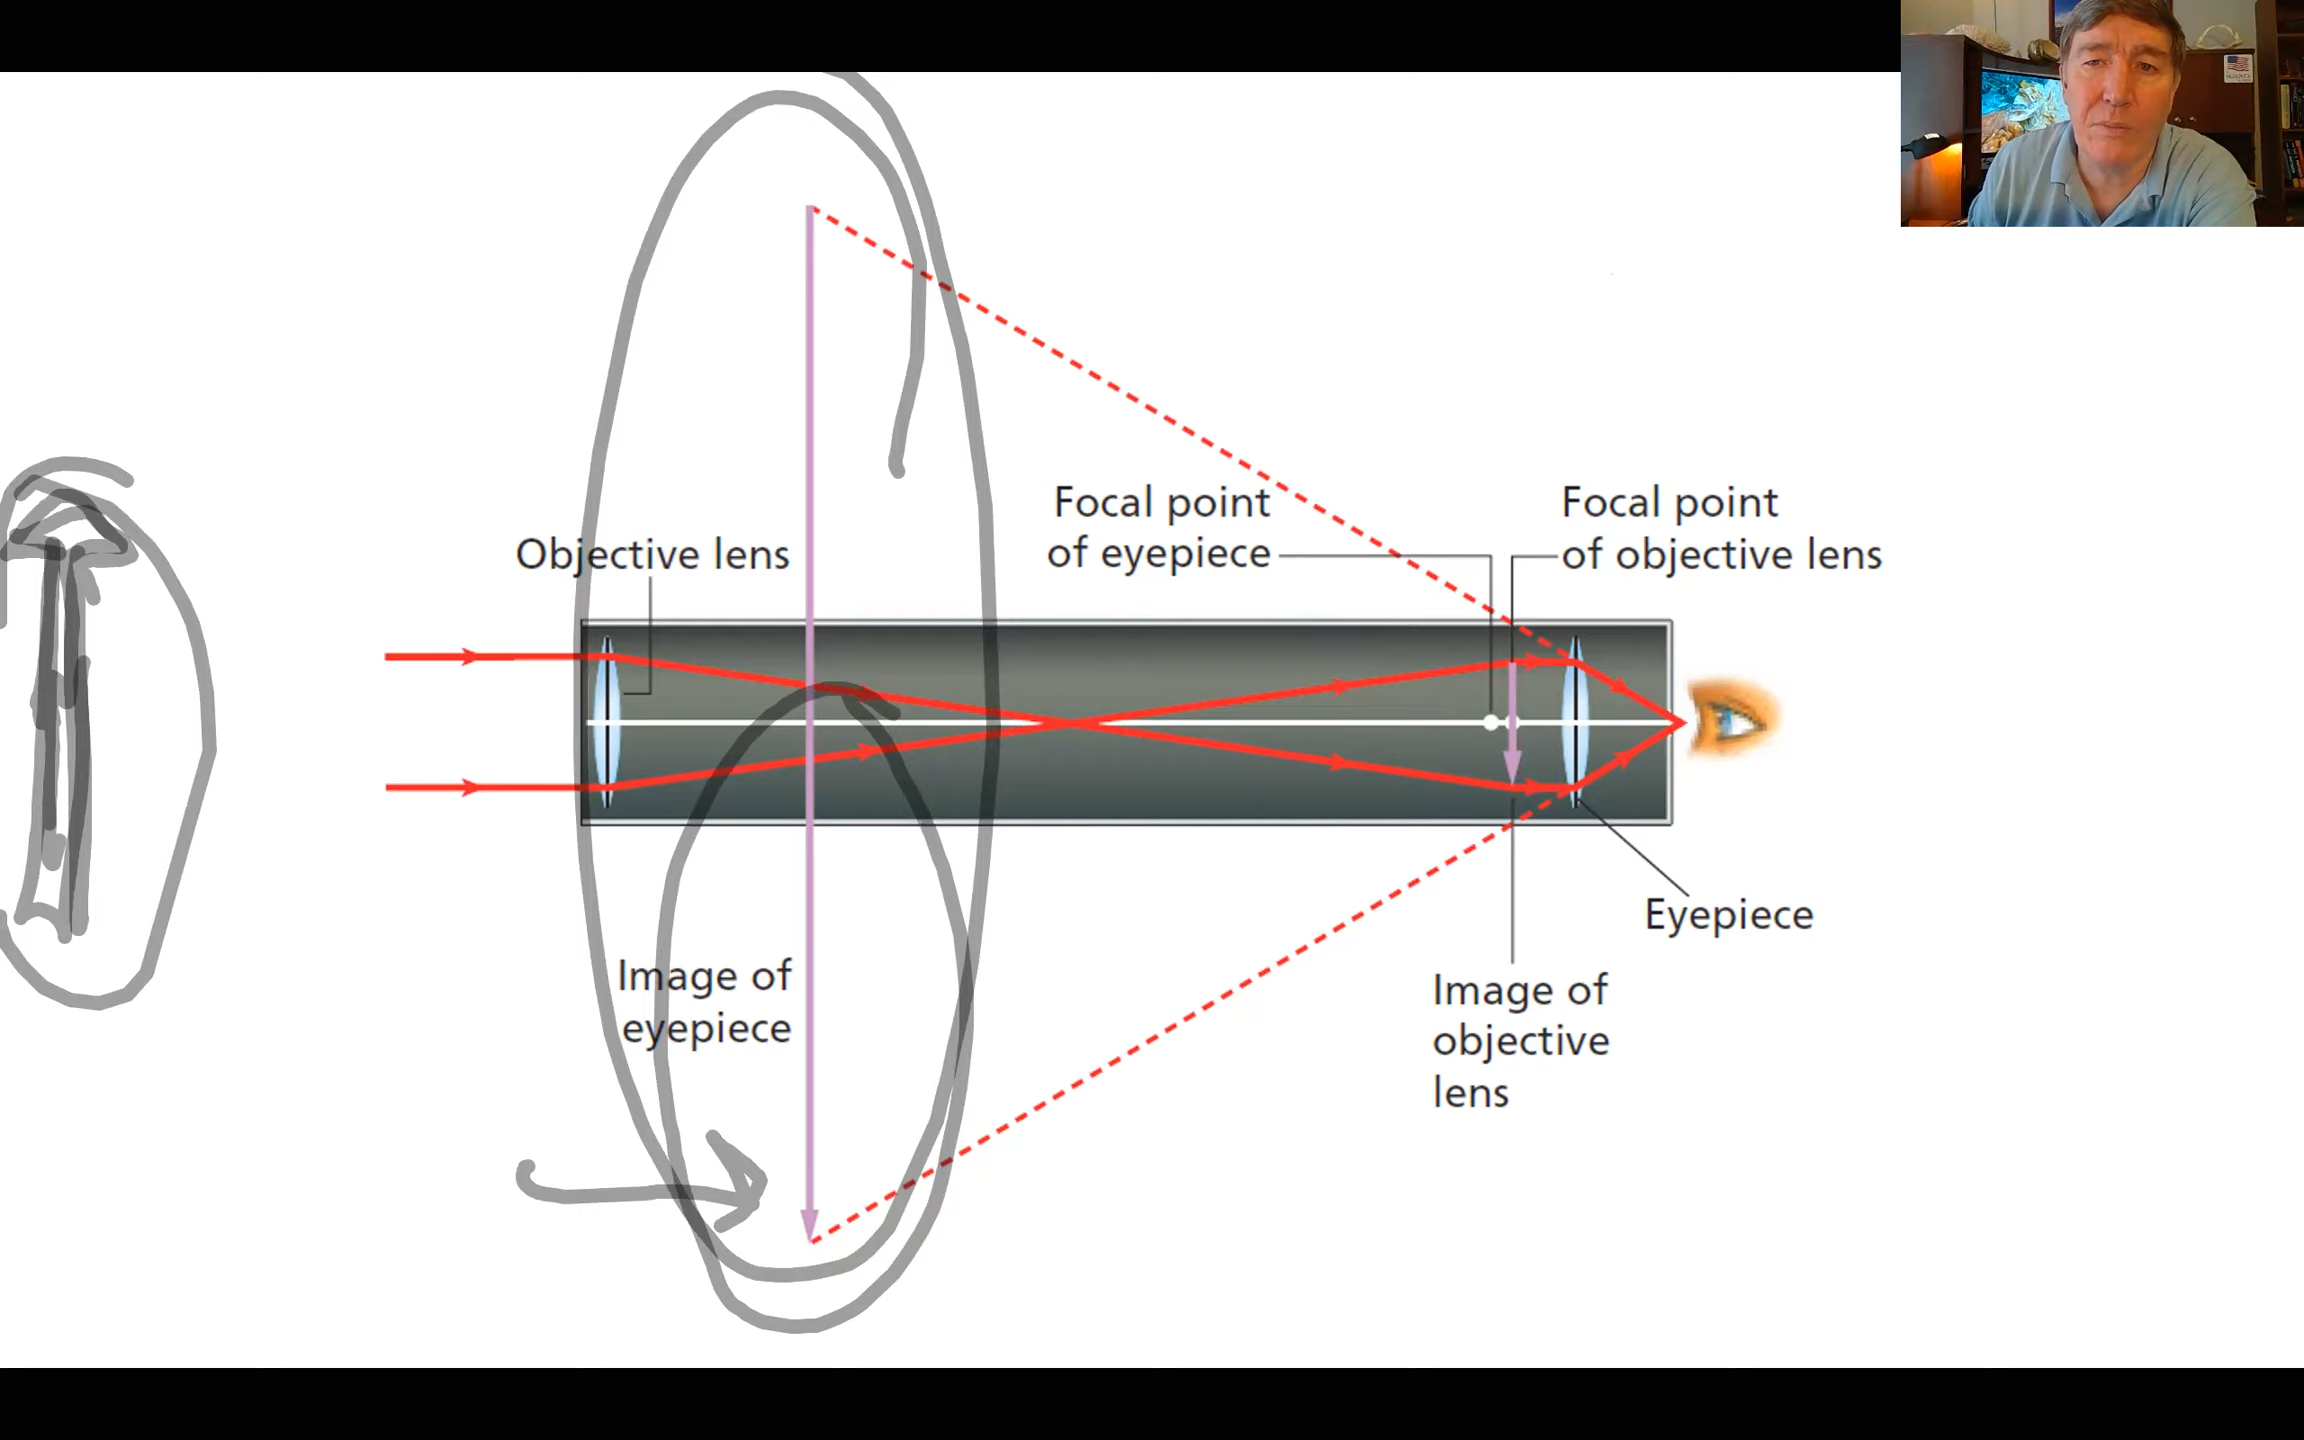 Objective lens
Focal point
of eyepiece
Focal point
of objective lens
Image of
eyepiece
Eyepiece
Image of
objective
lens